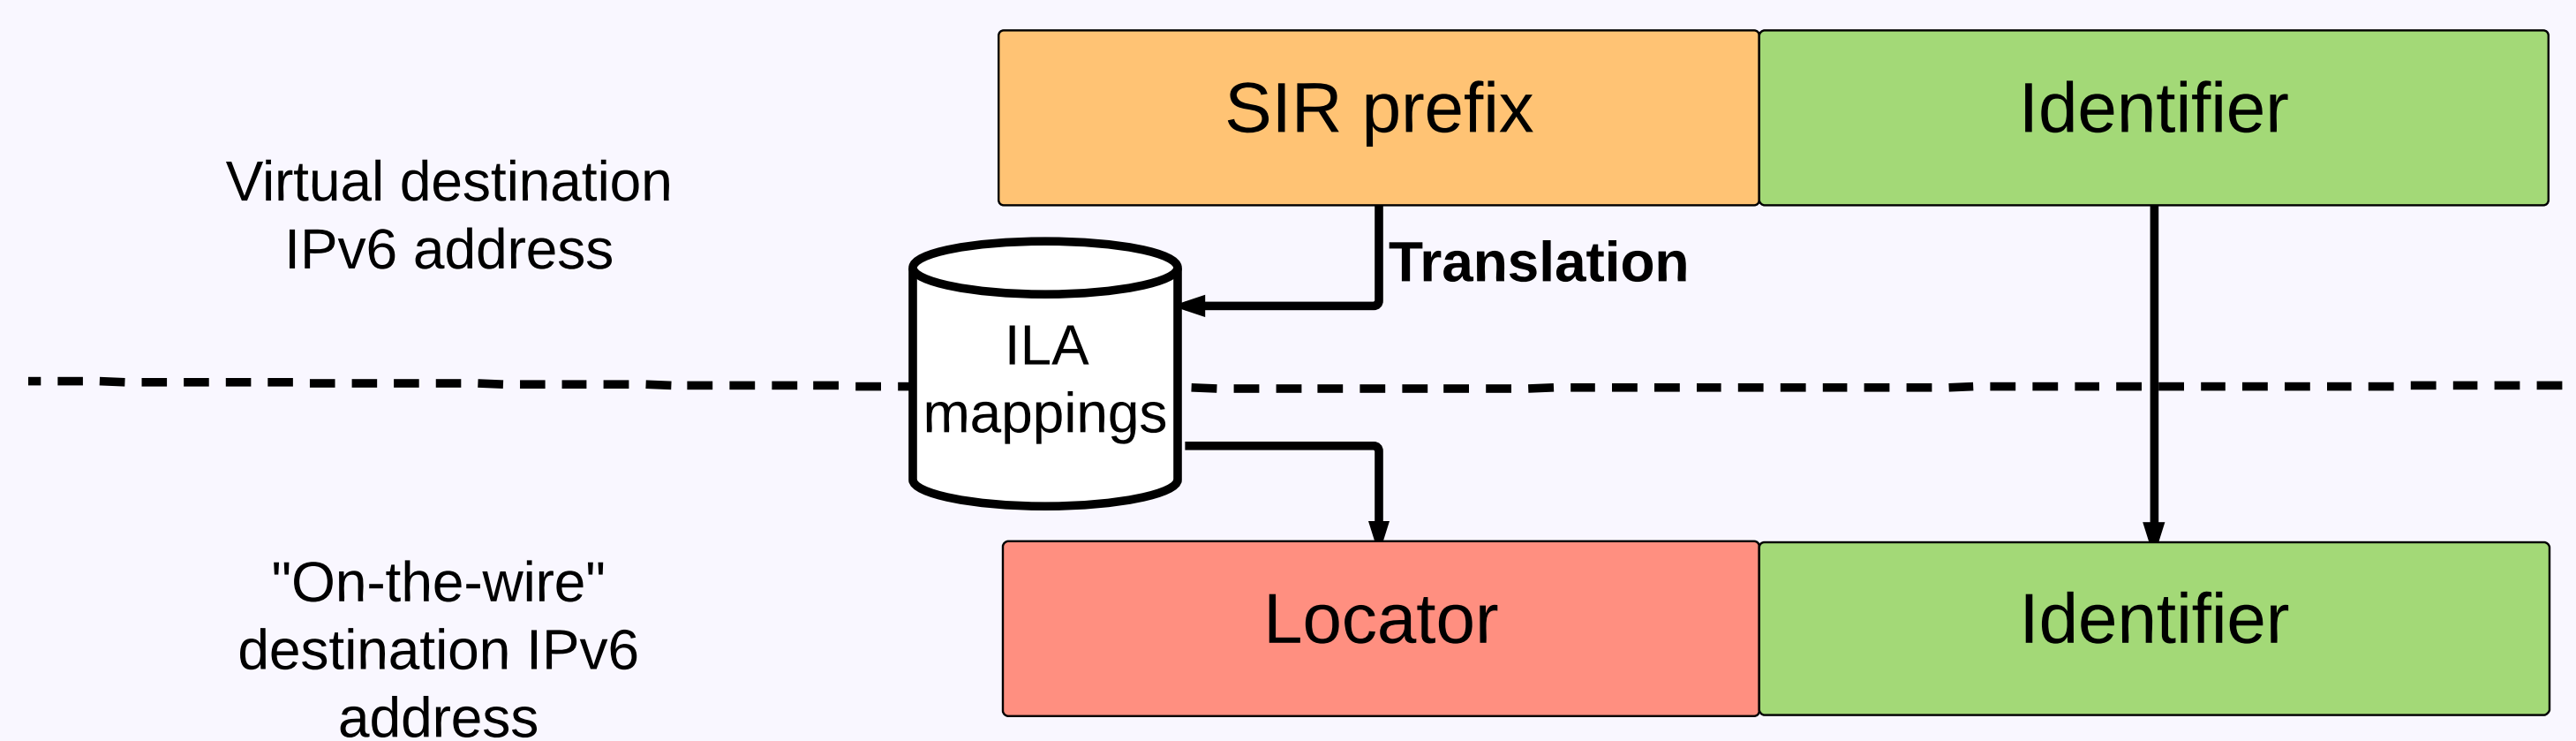 SIR prefix
Identifier
Virtual destination
IPv6 address
Translation
ILA
mappings
"On-the-wire"
destination IPv6
address
Locator
Identifier